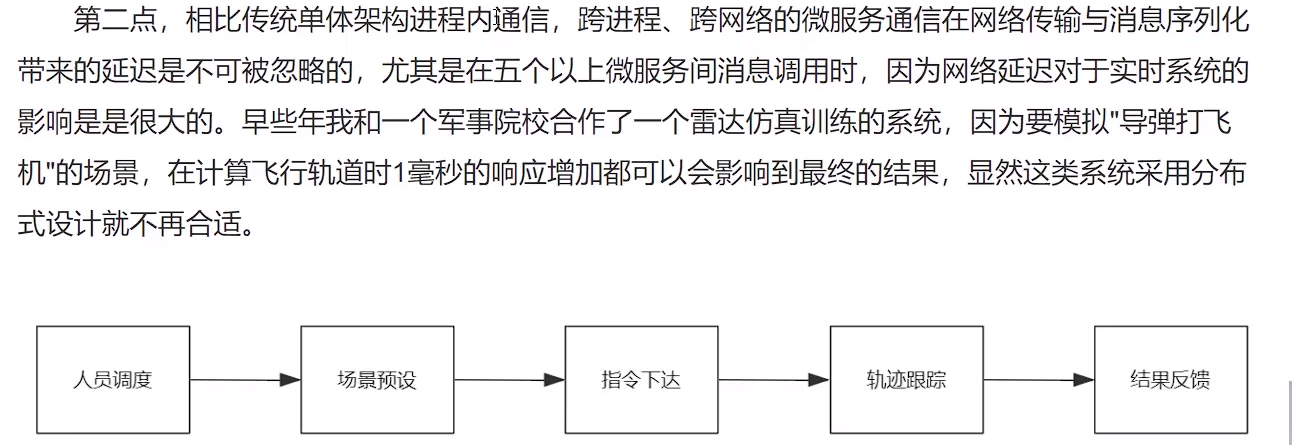 第二点，相比传统单体架构进程内通信，跨进程、跨网络的微服务通信在网络传输与消息序列化
带来的延迟是不可被忽略的，尤其是在五个以上微服务间消息调用时，因为网络延迟对于实时系统的
影响是是很大的。早些年我和一个军事院校合作了一个雷达仿真训练的系统，因为要模拟"导弹打飞
机"的场景，在计算飞行轨道时1毫秒的响应增加都可以会影响到最终的结果，显然这类系统采用分布
式设计就不再合适。
人员调度
场景预设
指令下达
轨迹跟踪
结果反馈